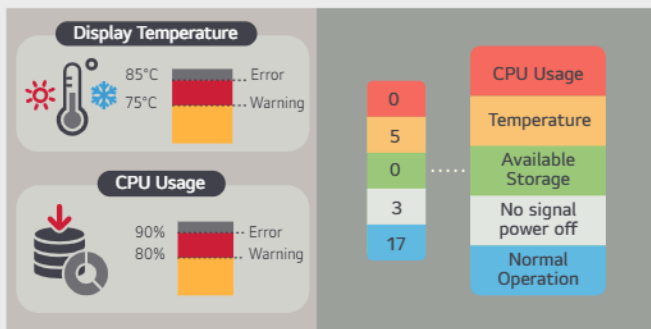 Display Temperature
85°C
Error
75°C
Warning
CPU Usage
90%
Error
80%
Warning
0
5
0
3
17
CPU Usage
Temperature
Available
Storage
No signal
power off
Normal
Operation